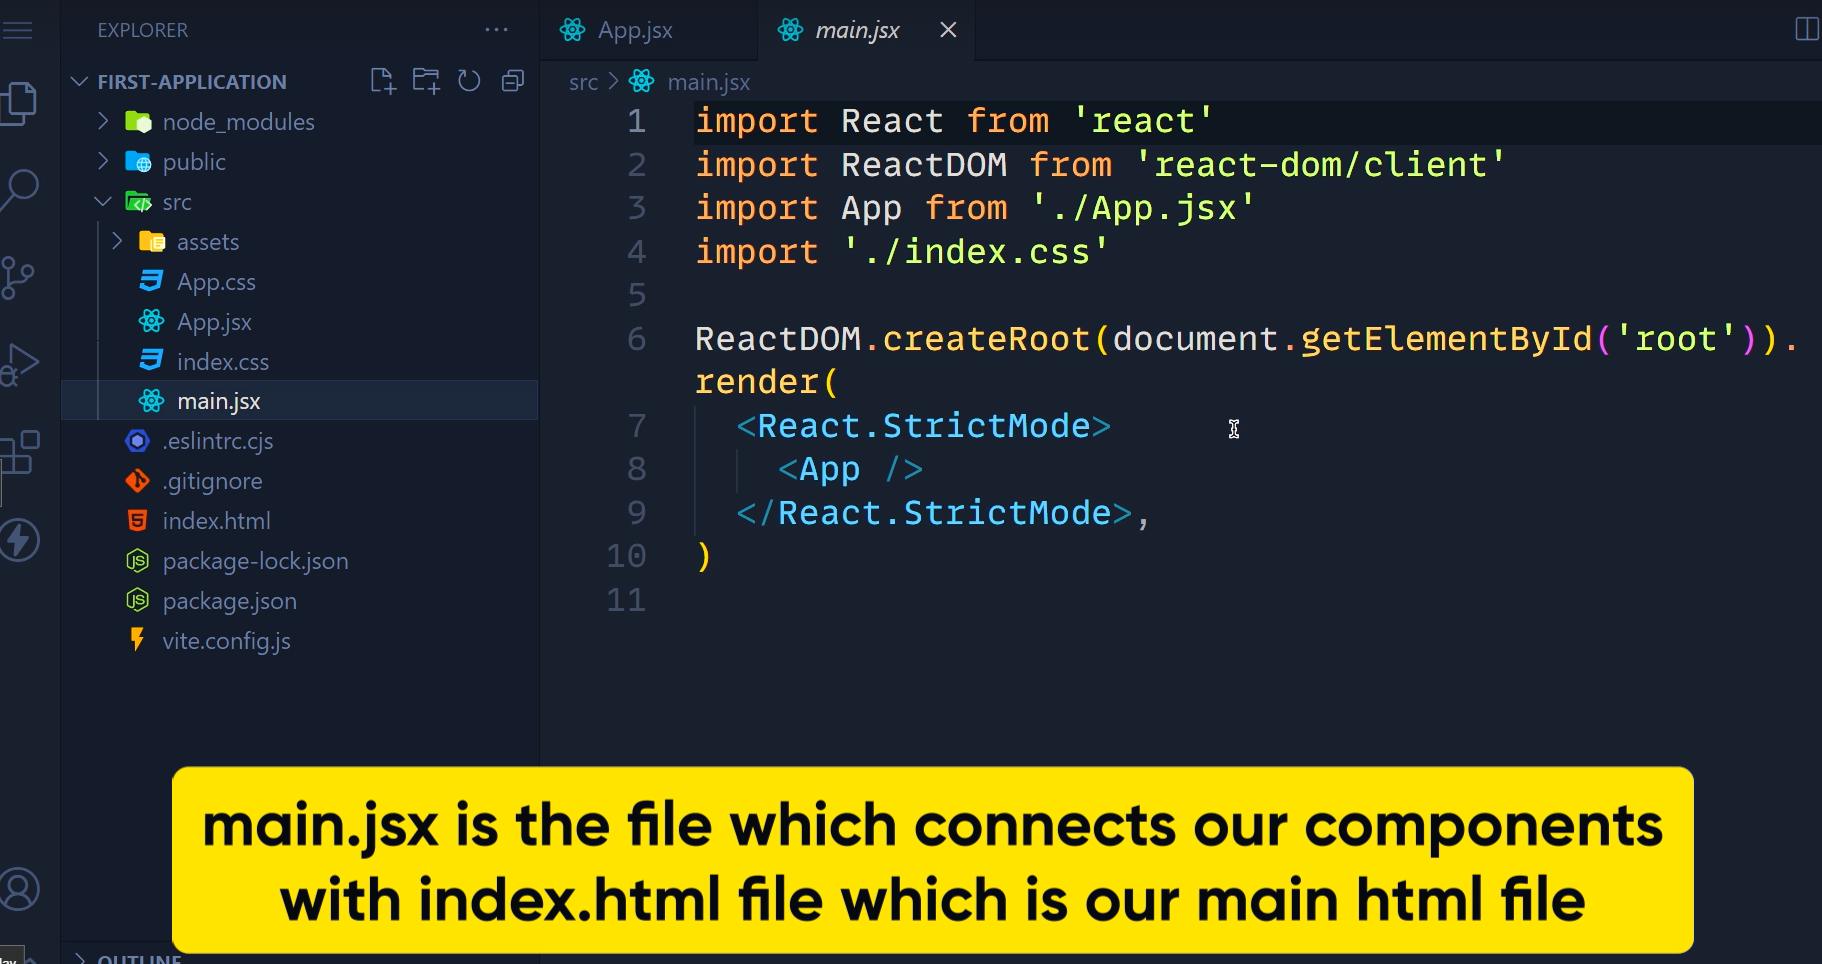 EXPLORER
FIRST-APPLICATION
node_modules
public
src
assets
App.css
App.jsx
index.css
main.jsx
.eslintrc.cjs
.gitignore
index.html
package-lock.json
package.json
vite.config.js
OUTLINE
App.jsx
main.jsx
src > main.jsx
1 import React from 'react'
2 import ReactDOM from 'react-dom/client'
3 import App from './App.jsx'
4 import './index.css'
5
6 ReactDOM.createRoot(document.getElementById('root')).
render(
7 <React.StrictMode>
8 <App />
9 </React.StrictMode>,
10 )
11
main.jsx is the file which connects our components
with index.html file which is our main html file